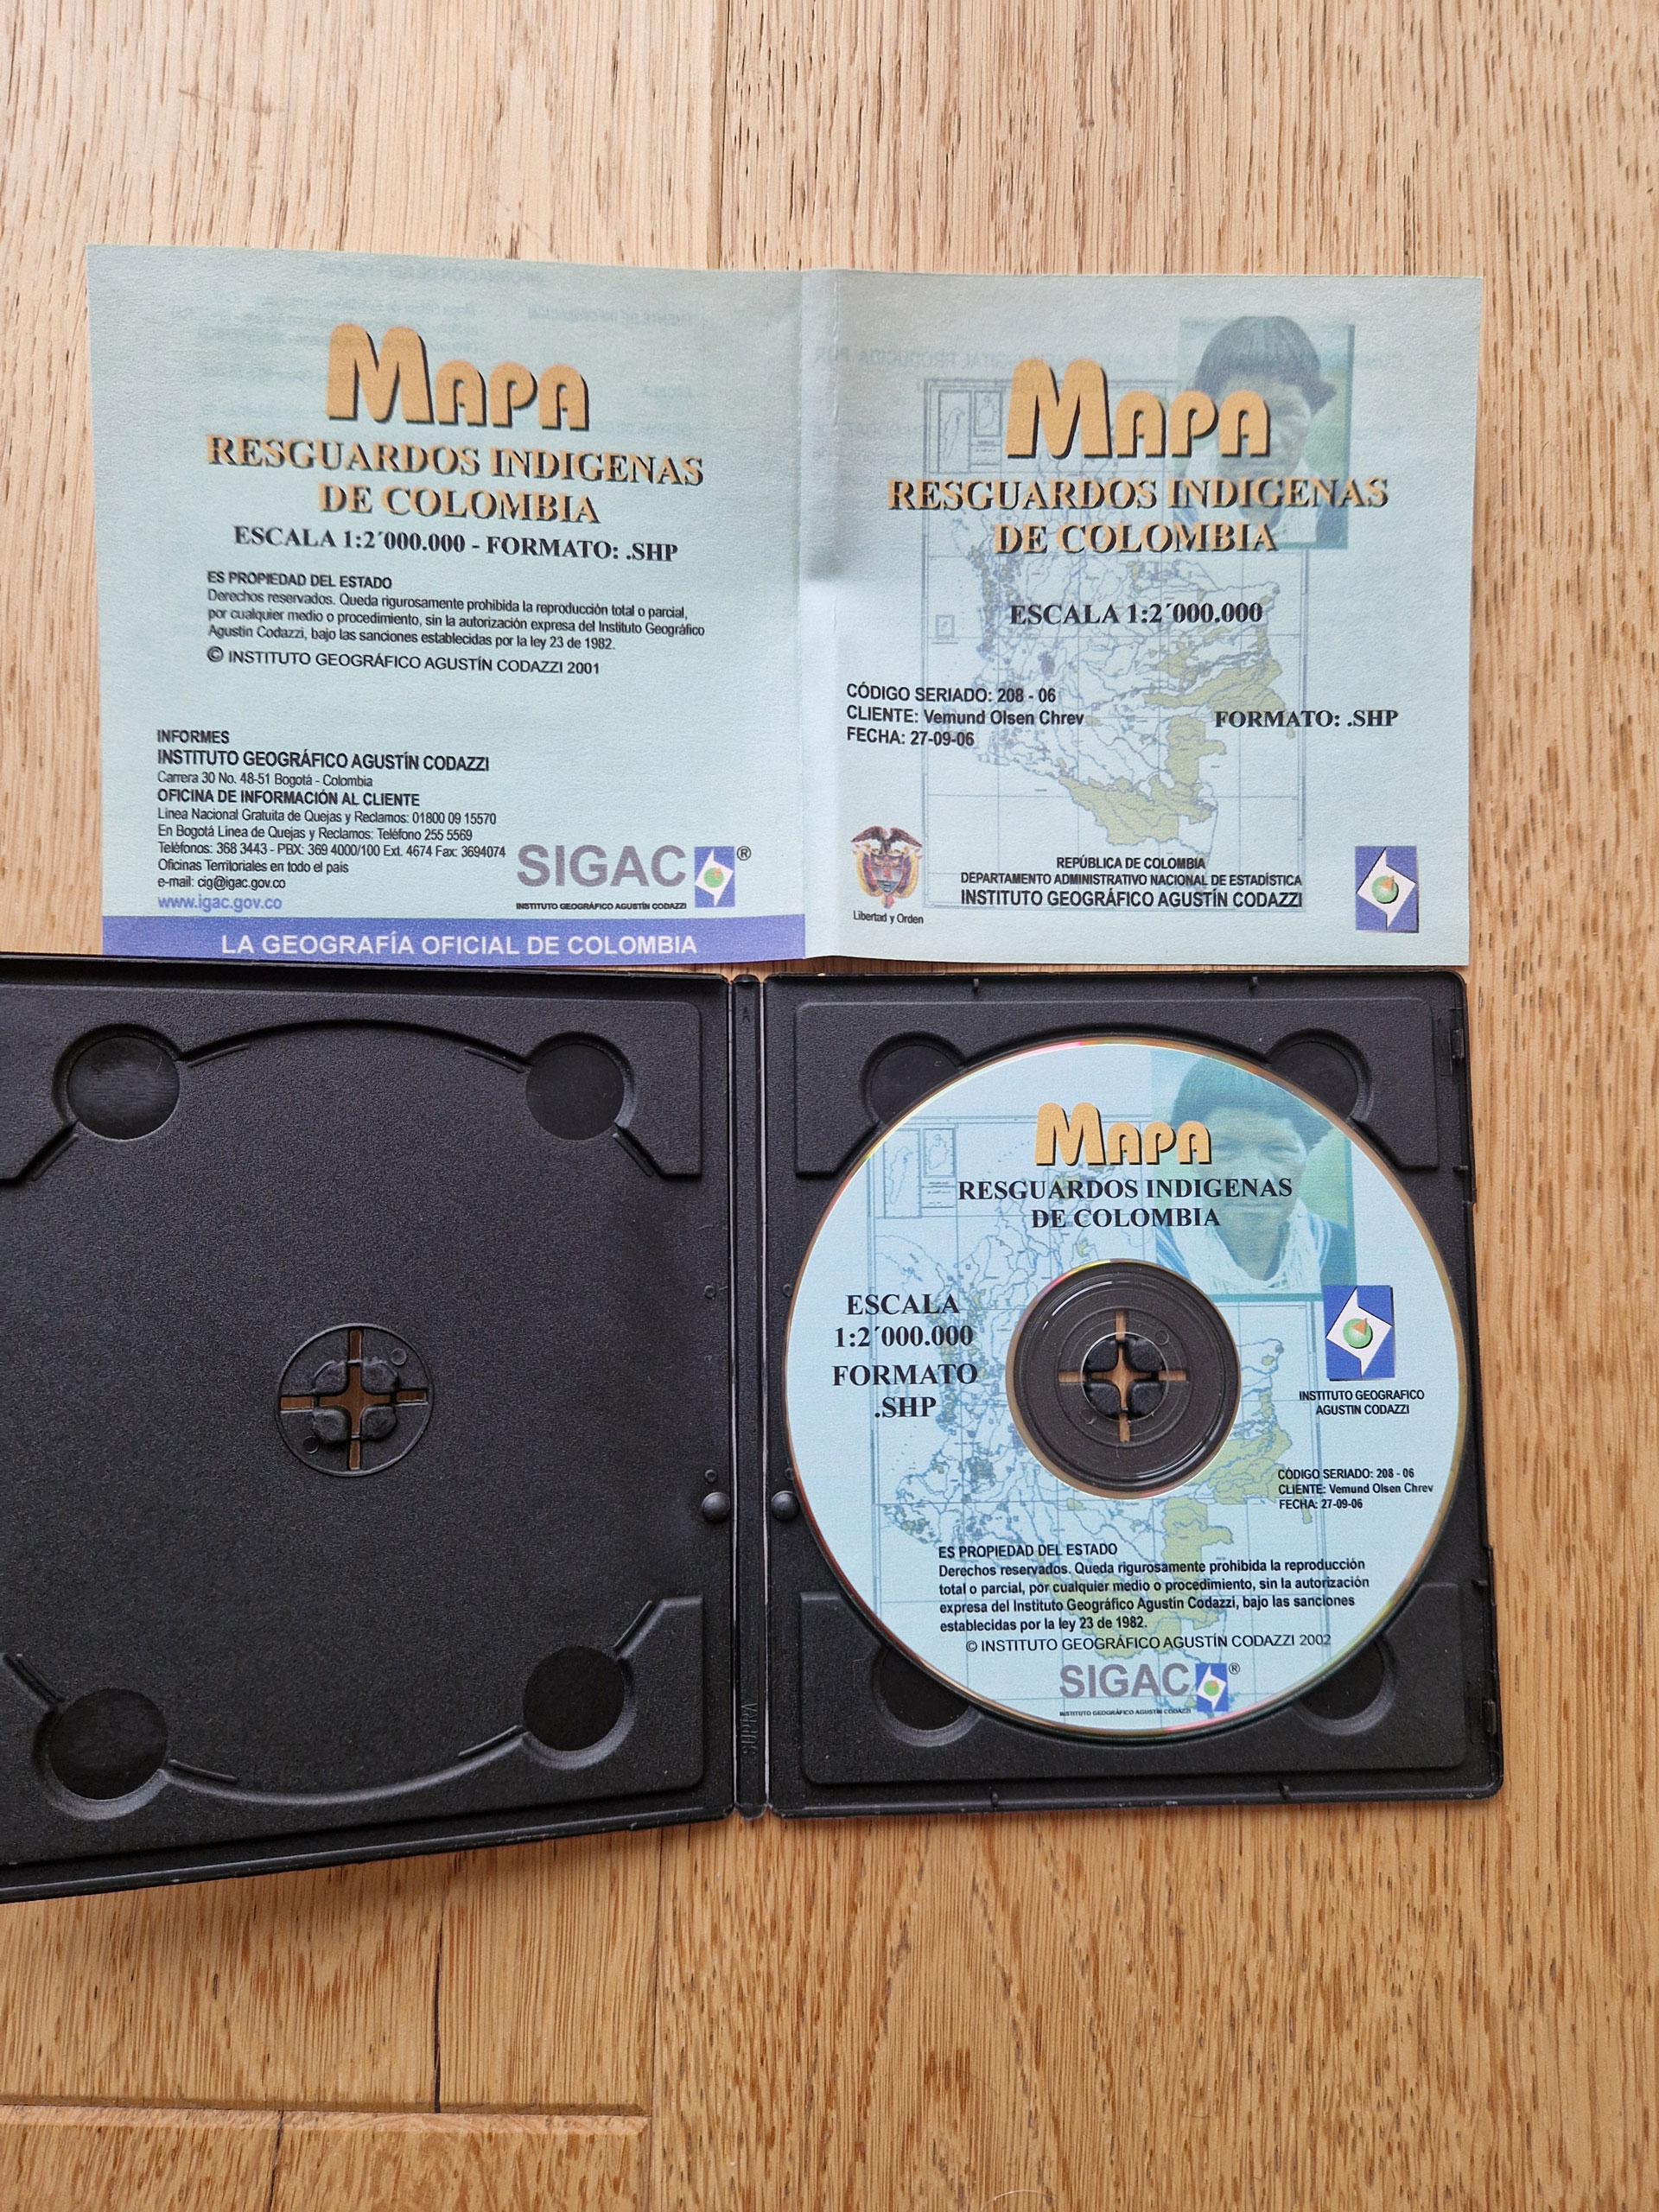 MAPA
RESGUARDOS INDIGENAS
DE COLOMBIA
ESCALA 1:2´000.000 - FORMATO: .SHP
ES PROPIEDAD DEL ESTADO
Derechos reservados. Queda rigurosamente prohibida la reproducción total o parcial,
por cualquier medio o procedimiento, sin la autorización expresa del Instituto Geográfico
Agustin Codazzi, bajo las sanciones establecidas por la ley 23 de 1982.
© INSTITUTO GEOGRÁFICO AGUSTÍN CODAZZI 2001
INFORMES
INSTITUTO GEOGRÁFICO AGUSTÍN CODAZZI
Carrera 30 No. 48-51 Bogotá - Colombia
OFICINA DE INFORMACIÓN AL CLIENTE
Linea Nacional Gratuita de Quejas y Reclamos: 01800 09 15570
En Bogotá Linea de Quejas y Reclamos: Teléfono 255 5569
Teléfonos: 368 3443 - PBX: 369 4000/100 Ext. 4674 Fax: 3694074
Oficinas Territoriales en todo el país
e-mail: cig@igac.gov.co
www.igac.gov.co
SIGAC ®
INSTITUTO GEOGRÁFICO AGUSTÍN CODAZZI
LA GEOGRAFÍA OFICIAL DE COLOMBIA
MAPA
RESGUARDOS INDIGENAS
DE COLOMBIA
ESCALA 1:2´000.000
CÓDIGO SERIADO: 208 - 06
CLIENTE: Vemund Olsen Chrev
FECHA: 27-09-06
FORMATO: .SHP
Libertad y Orden
REPÚBLICA DE COLOMBIA
DEPARTAMENTO ADMINISTRATIVO NACIONAL DE ESTADÍSTICA
INSTITUTO GEOGRÁFICO AGUSTÍN CODAZZI
MAPA
RESGUARDOS INDIGENAS
DE COLOMBIA
ESCALA
1:2´000.000
FORMATO
.SHP
INSTITUTO GEOGRAFICO
AGUSTIN CODAZZI
CÓDIGO SERIADO: 208 - 06
CLIENTE: Vemund Olsen Chrev
FECHA: 27-09-06
ES PROPIEDAD DEL ESTADO
Derechos reservados. Queda rigurosamente prohibida la reproducción
total o parcial, por cualquier medio o procedimiento, sin la autorización
expresa del Instituto Geográfico Agustin Codazzi, bajo las sanciones
establecidas por la ley 23 de 1982.
© INSTITUTO GEOGRÁFICO AGUSTÍN CODAZZI 2002
SIGAC ®
INSTITUTO GEOGRÁFICO AGUSTÍN CODAZZI
A
SUPRA